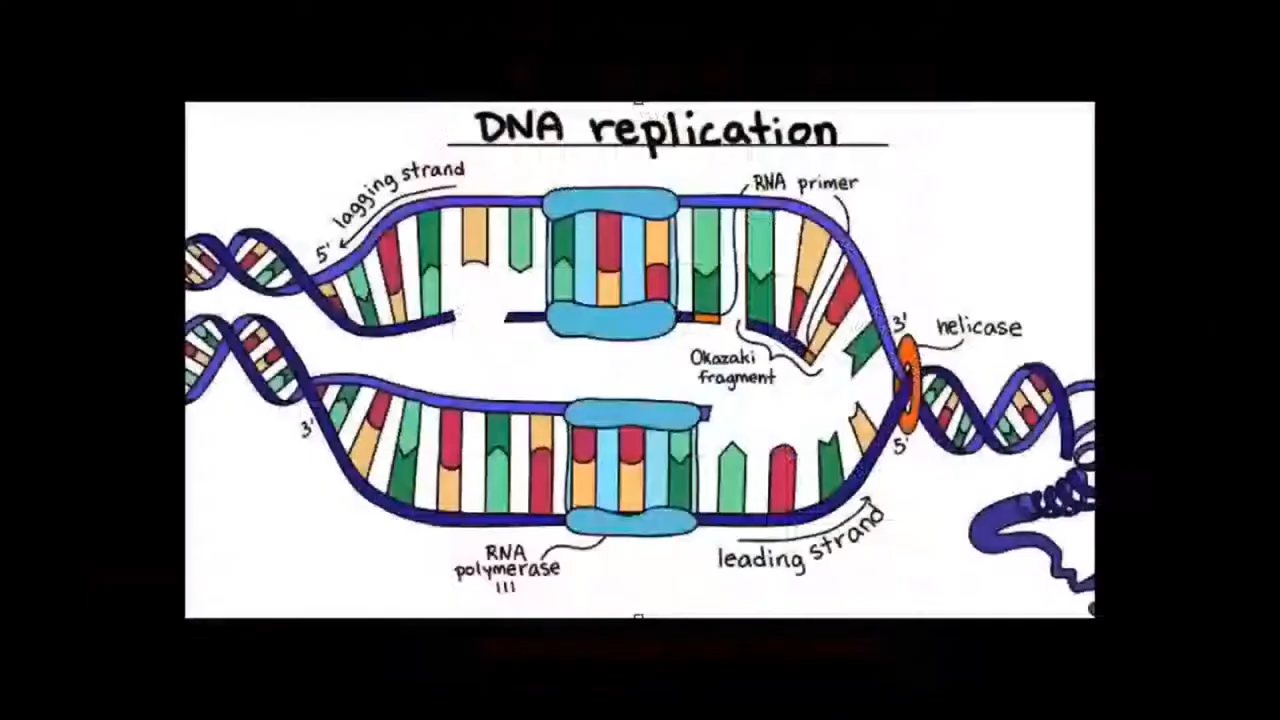 DNA replication
lagging strand
RNA primer
5'
3'
helicase
Okazaki
fragment
3'
5'
leading strand
RNA
polymerase
III